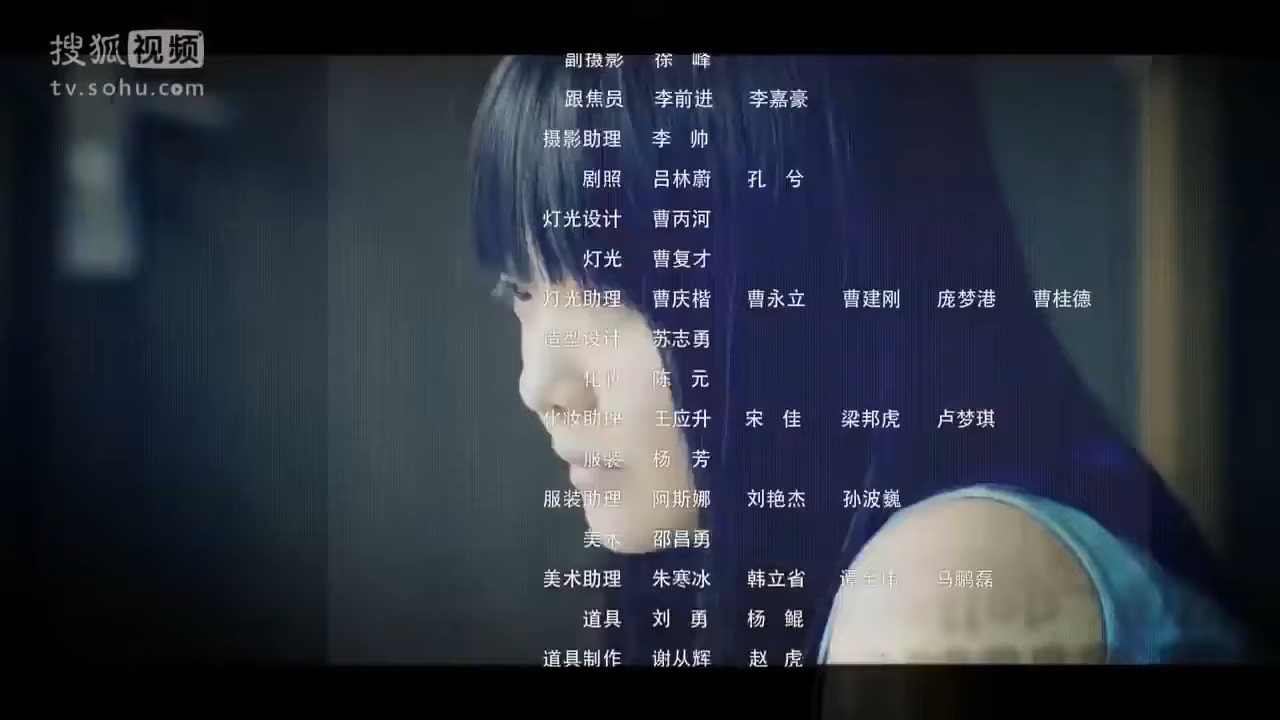 搜狐视频
tv.sohu.com
副摄影 徐 峰
跟焦员 李前进 李嘉豪
摄影助理 李 帅
剧照 吕林蔚 孔 兮
灯光设计 曹丙河
灯光 曹复才
灯光助理 曹庆楷 曹永立 曹建刚 庞梦港 曹桂德
造型设计 苏志勇
陈 元
化妆助理 王应升 宋 佳 梁邦虎 卢梦琪
服装 杨 芳
服装助理 阿斯娜 刘艳杰 孙波巍
美术 邵昌勇
美术助理 朱寒冰 韩立省 马鹏磊
道具 刘 勇 杨 鲲
道具制作 谢从辉 赵 虎